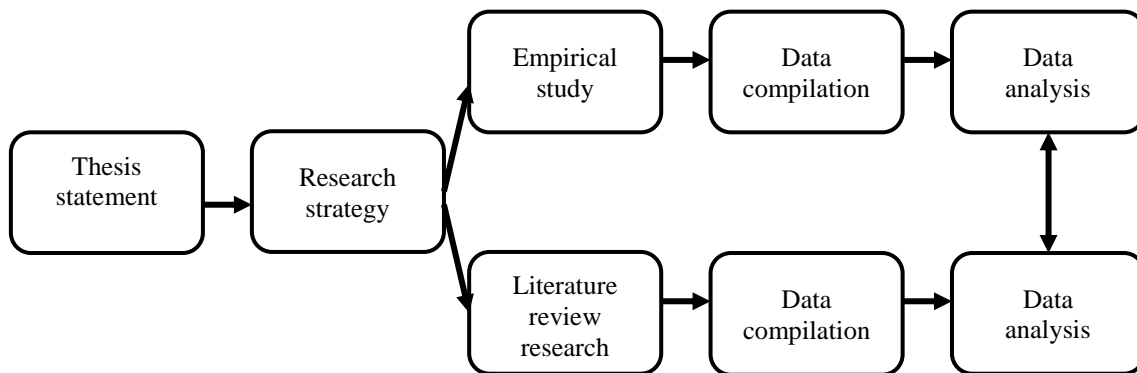 Thesis
statement
Research
strategy
Empirical
study
Data
compilation
Data
analysis
Literature
review
research
Data
compilation
Data
analysis